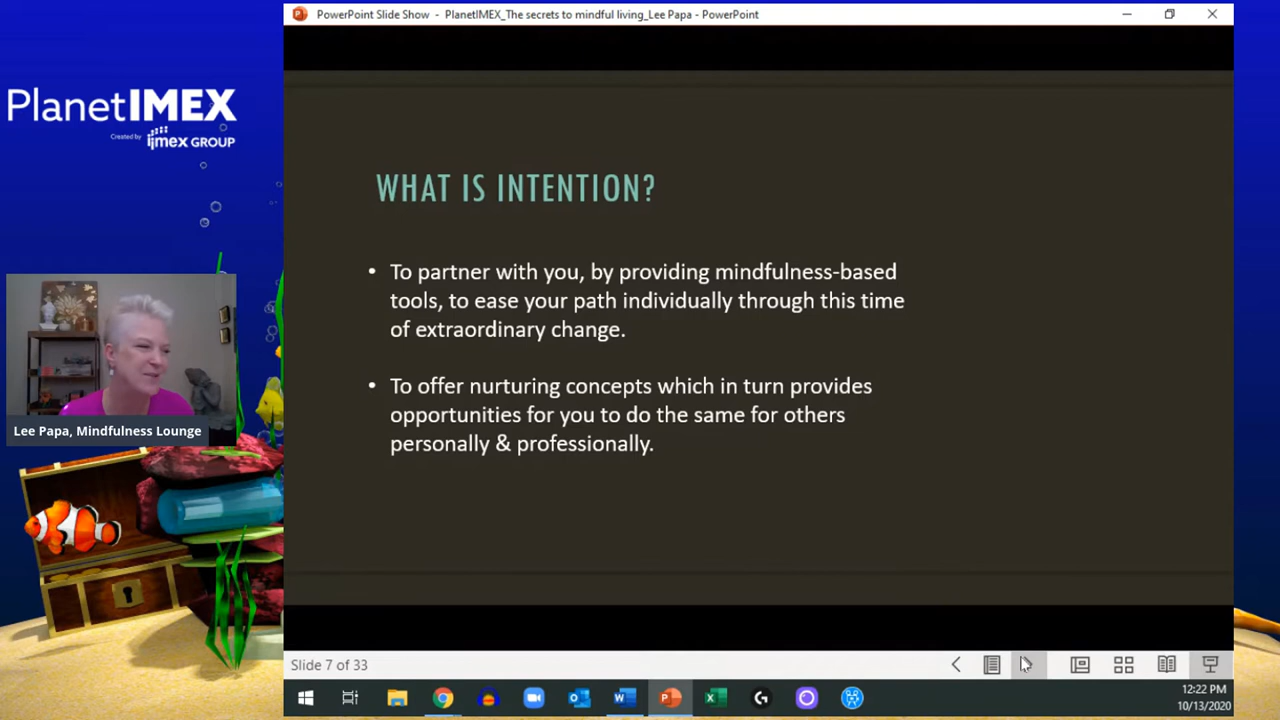 PowerPoint Slide Show - PlanetIMEX_The secrets to mindful living_Lee Papa - PowerPoint
PlanetIMEX
Created by imex GROUP
WHAT IS INTENTION?
• To partner with you, by providing mindfulness-based
tools, to ease your path individually through this time
of extraordinary change.
• To offer nurturing concepts which in turn provides
opportunities for you to do the same for others
personally & professionally.
Lee Papa, Mindfulness Lounge
Slide 7 of 33
12:22 PM
10/13/2020